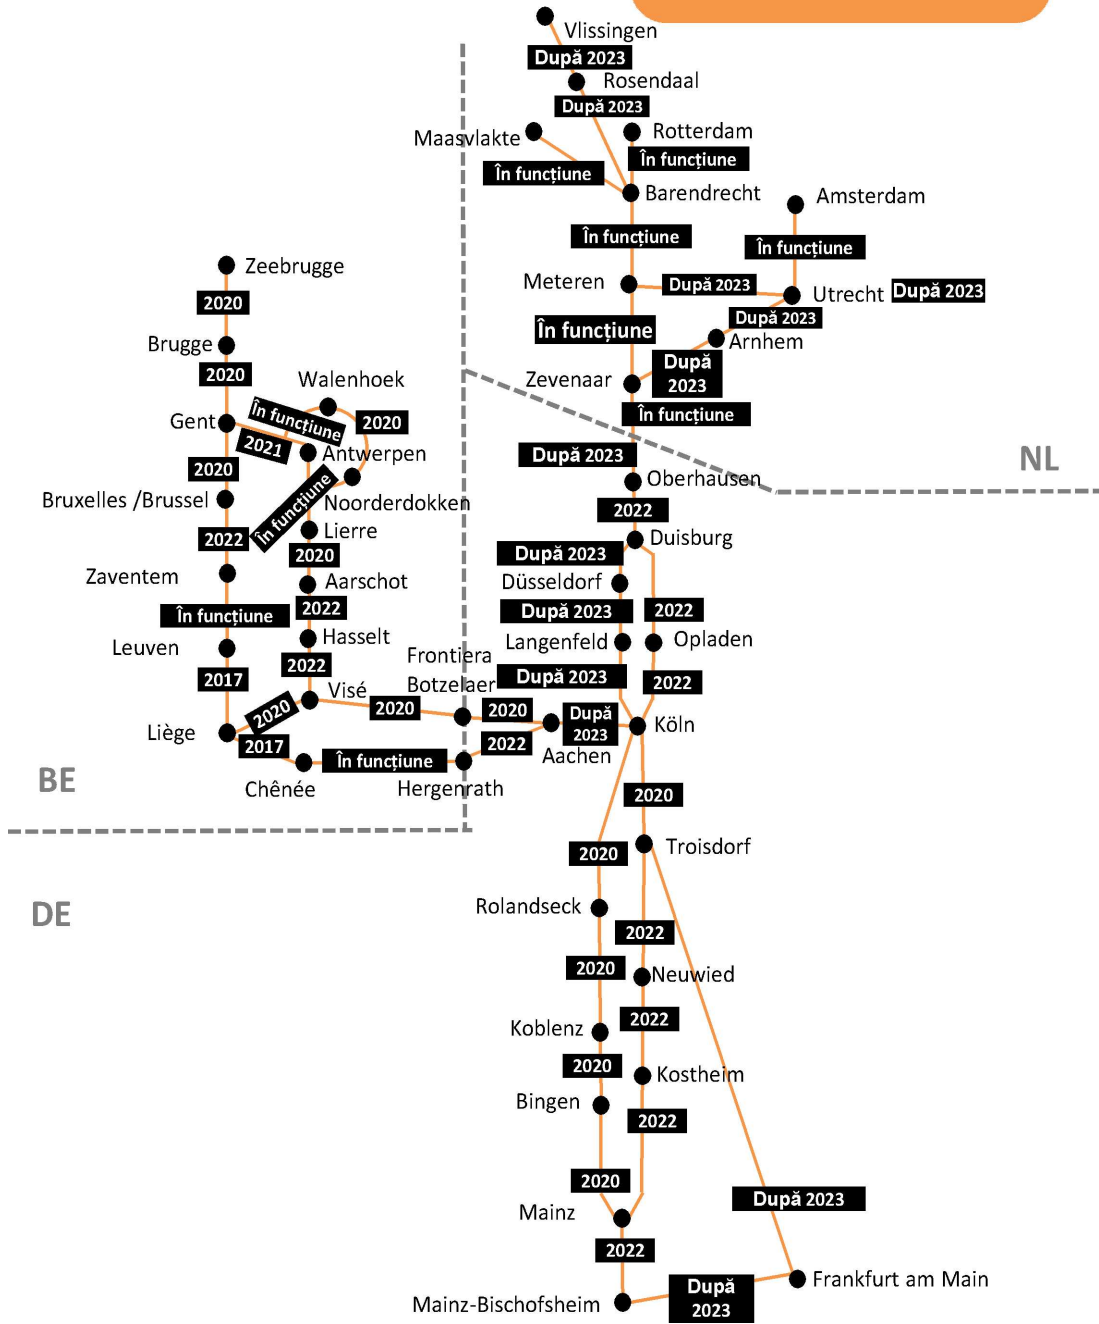 Vlissingen
După 2023
Rosendaal
După 2023
Maasvlakte
Rotterdam
În funcțiune
În funcțiune
Barendrecht
Amsterdam
În funcțiune
În funcțiune
Meteren
După 2023
Utrecht
După 2023
După 2023
În funcțiune
Arnhem
După
2023
Zevenaar
În funcțiune
NL
Zeebrugge
2020
Brugge
2020
Walenhoek
Gent
În funcțiune
2020
2021
Antwerpen
2020
În funcțiune
Noorderdokken
Bruxelles /Brussel
Lierre
2022
2020
Zaventem
Aarschot
În funcțiune
2022
Leuven
Hasselt
2017
2022
Visé
Liège
2020
2017
Chênée
2020
În funcțiune
Frontiera
Botzelaer
2020
2022
Hergenrath
Aachen
După
2023
BE
După 2023
Oberhausen
2022
Duisburg
După 2023
Düsseldorf
După 2023
2022
Langenfeld
Opladen
După 2023
2022
Köln
2020
Troisdorf
2020
DE
Rolandseck
2022
2020
Neuwied
Koblenz
2022
2020
Kostheim
Bingen
2022
2020
După 2023
Mainz
2022
Frankfurt am Main
După
2023
Mainz-Bischofsheim